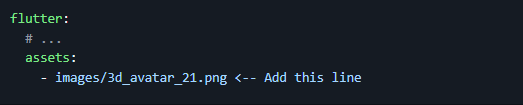 flutter:
  # ...
  assets:
    - images/3d_avatar_21.png <-- Add this line